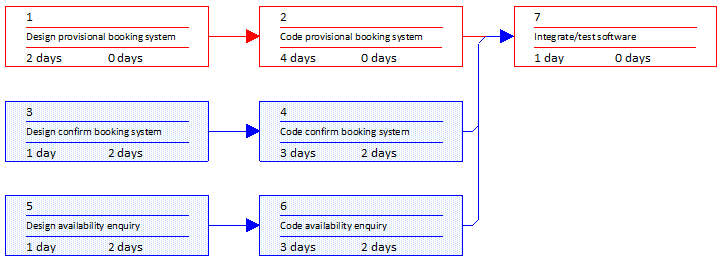 1
Design provisional booking system
2 days 0 days
2
Code provisional booking system
4 days 0 days
7
Integrate/test software
1 day 0 days
3
Design confirm booking system
1 day 2 days
4
Code confirm booking system
3 days 2 days
5
Design availability enquiry
1 day 2 days
6
Code availability enquiry
3 days 2 days